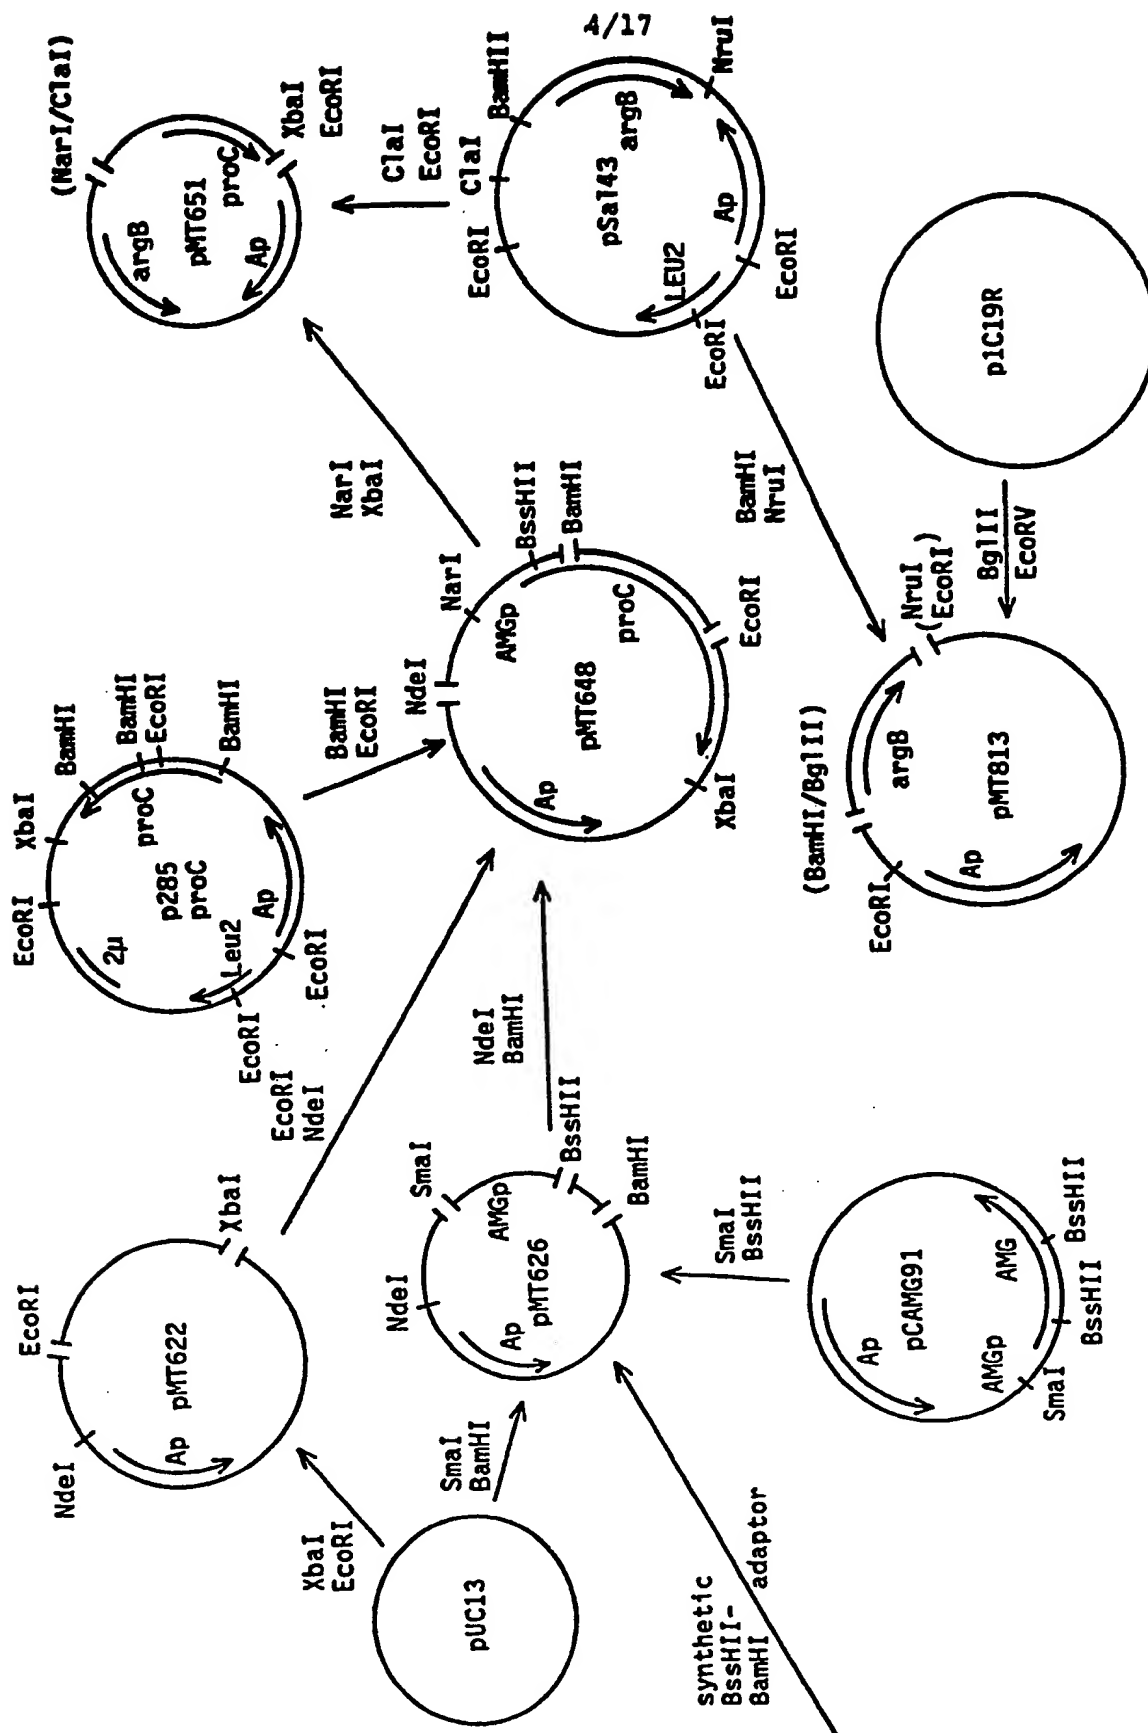 4/17
pUC13
XbaI
EcoRI
NdeI
EcoRI
XbaI
Ap
pMT622
EcoRI
NdeI
SmaI
BamHI
synthetic
BssHII-
BamHI
adaptor
NdeI
SmaI
AMGp
BssHII
BamHI
Ap
pMT626
SmaI
BssHII
Ap
pCAMG91
AMGp
AMG
SmaI
BssHII
BssHII
NdeI
BamHI
EcoRI
XbaI
BamHI
BamHI
EcoRI
BamHI
2μ
proC
p285
proC
Leu2
Ap
EcoRI
EcoRI
BamHI
EcoRI
NdeI
NarI
AMGp
BssHII
BamHI
proC
EcoRI
pMT648
Ap
XbaI
NarI
XbaI
(NarI/ClaI)
argB
pMT651
proC
Ap
XbaI
EcoRI
ClaI
EcoRI
EcoRI
ClaI
BamHII
pSal43
argB
LEU2
Ap
NruI
EcoRI
EcoRI
BamHI
NruI
(BamHI/BglII)
EcoRI
argB
(NruI
EcoRI)
Ap
pMT813
BglII
EcoRV
pIC19R